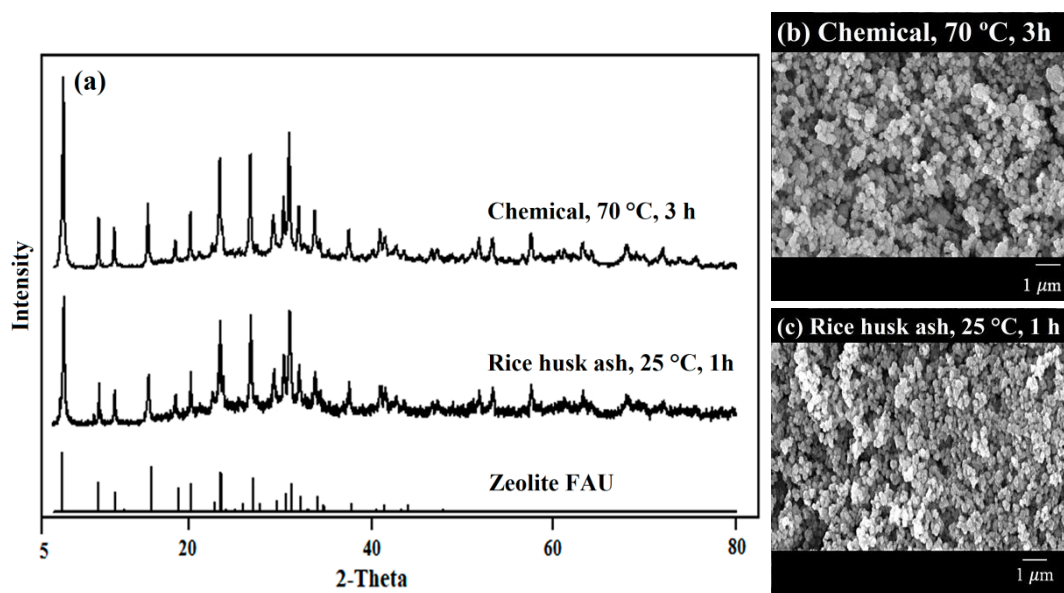 (a)
Chemical, 70 °C, 3 h
Rice husk ash, 25 °C, 1h
Zeolite FAU
Intensity
5 20 40 60 80
2-Theta
(b) Chemical, 70 ºC, 3h
1 µm
(c) Rice husk ash, 25 °C, 1 h
1 µm